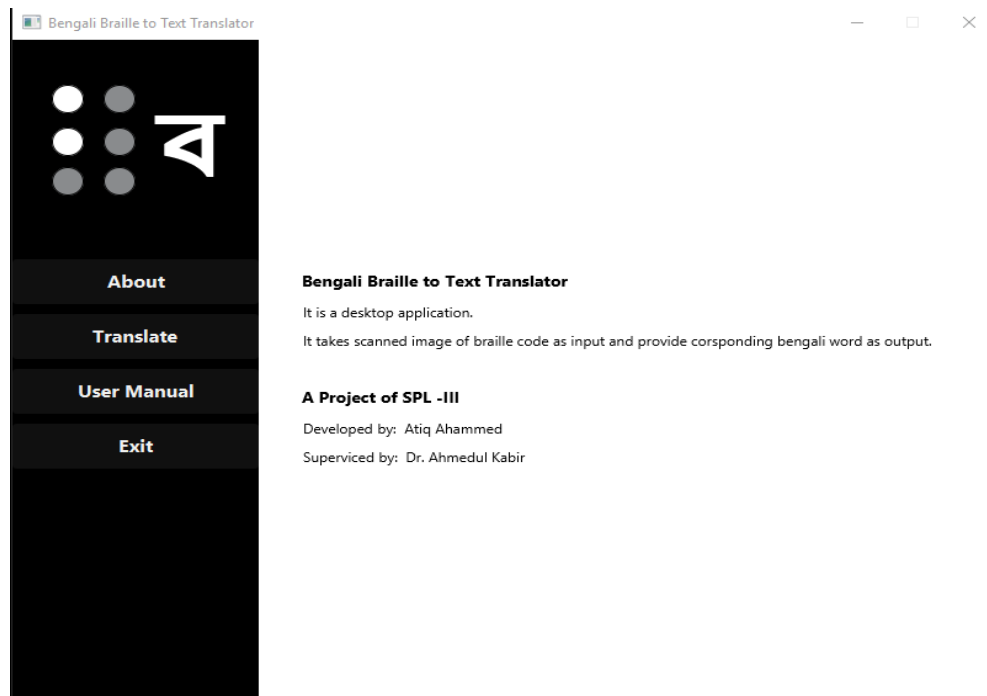 Bengali Braille to Text Translator
ব
About
Translate
User Manual
Exit
Bengali Braille to Text Translator
It is a desktop application.
It takes scanned image of braille code as input and provide corsponding bengali word as output.
A Project of SPL -III
Developed by: Atiq Ahammed
Superviced by: Dr. Ahmedul Kabir